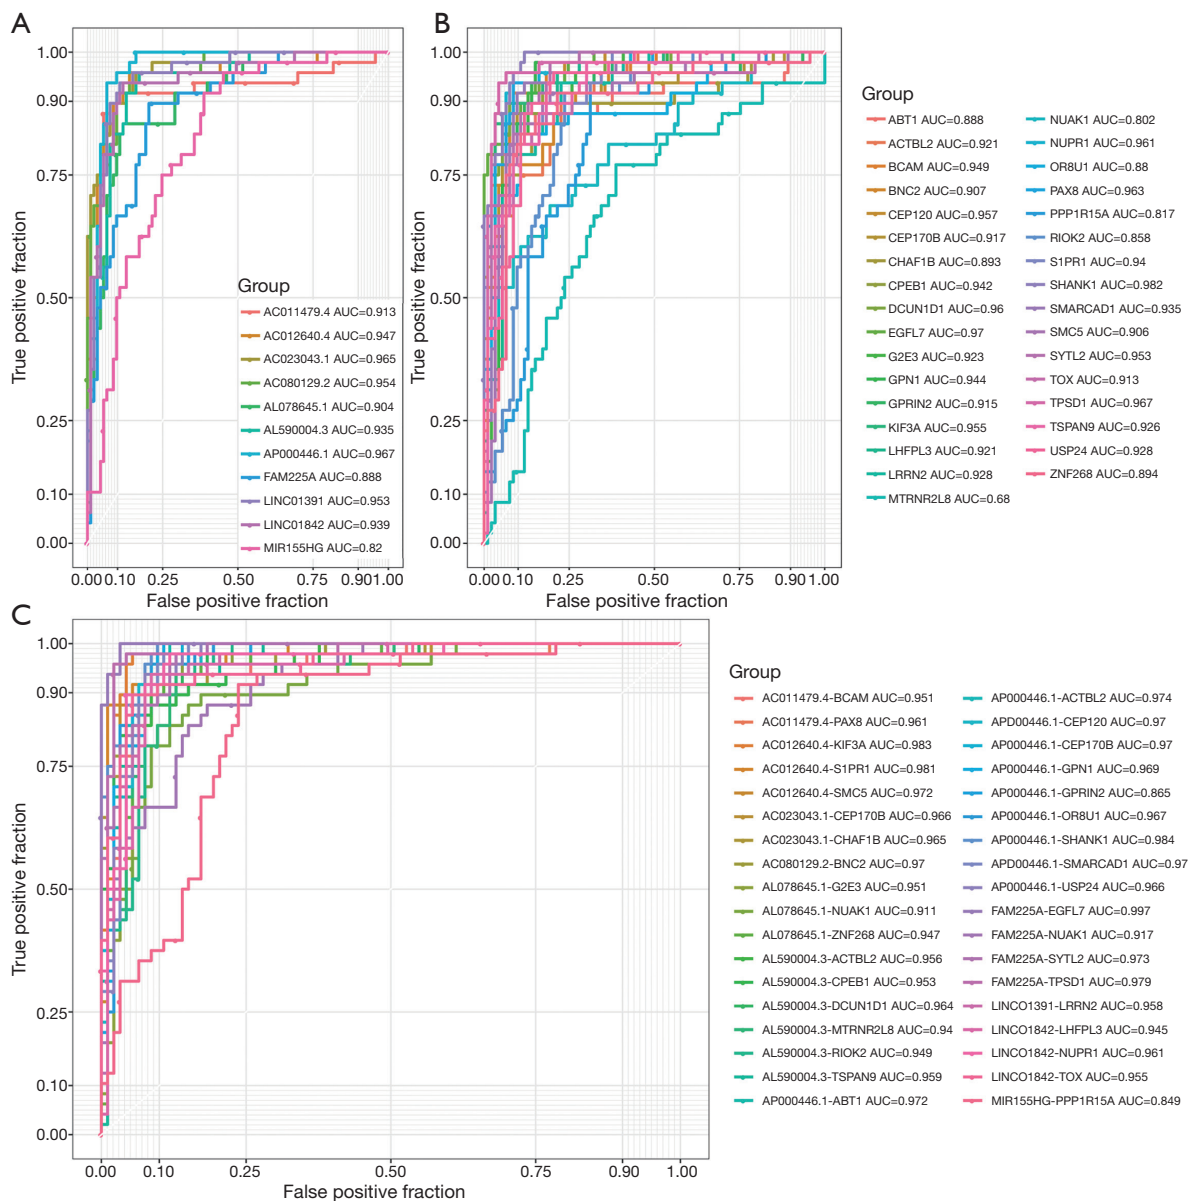 A
1.00
0.90
0.75
0.50
0.25
0.10
0.00
True positive fraction
0.00 0.10 0.25 0.50 0.75 0.90 1.00
False positive fraction
Group
AC011479.4 AUC=0.913
AC012640.4 AUC=0.947
AC023043.1 AUC=0.965
AC080129.2 AUC=0.954
AL078645.1 AUC=0.904
AL590004.3 AUC=0.935
AP000446.1 AUC=0.967
FAM225A AUC=0.888
LINC01391 AUC=0.953
LINC01842 AUC=0.939
MIR155HG AUC=0.82
B
1.00
0.90
0.75
0.50
0.25
0.10
0.00
True positive fraction
0.00 0.10 0.25 0.50 0.75 0.90 1.00
False positive fraction
Group
ABT1 AUC=0.888
ACTBL2 AUC=0.921
BCAM AUC=0.949
BNC2 AUC=0.907
CEP120 AUC=0.957
CEP170B AUC=0.917
CHAF1B AUC=0.893
CPEB1 AUC=0.942
DCUN1D1 AUC=0.96
EGFL7 AUC=0.97
G2E3 AUC=0.923
GPN1 AUC=0.944
GPRIN2 AUC=0.915
KIF3A AUC=0.955
LHFPL3 AUC=0.921
LRRN2 AUC=0.928
MTRNR2L8 AUC=0.68
NUAK1 AUC=0.802
NUPR1 AUC=0.961
OR8U1 AUC=0.88
PAX8 AUC=0.963
PPP1R15A AUC=0.817
RIOK2 AUC=0.858
S1PR1 AUC=0.94
SHANK1 AUC=0.982
SMARCAD1 AUC=0.935
SMC5 AUC=0.906
SYTL2 AUC=0.953
TOX AUC=0.913
TPSD1 AUC=0.967
TSPAN9 AUC=0.926
USP24 AUC=0.928
ZNF268 AUC=0.894
C
1.00
0.90
0.75
0.50
0.25
0.10
0.00
True positive fraction
0.00 0.10 0.25 0.50 0.75 0.90 1.00
False positive fraction
Group
AC011479.4-BCAM AUC=0.951
AC011479.4-PAX8 AUC=0.961
AC012640.4-KIF3A AUC=0.983
AC012640.4-S1PR1 AUC=0.981
AC012640.4-SMC5 AUC=0.972
AC023043.1-CEP170B AUC=0.966
AC023043.1-CHAF1B AUC=0.965
AC080129.2-BNC2 AUC=0.97
AL078645.1-G2E3 AUC=0.951
AL078645.1-NUAK1 AUC=0.911
AL078645.1-ZNF268 AUC=0.947
AL590004.3-ACTBL2 AUC=0.956
AL590004.3-CPEB1 AUC=0.953
AL590004.3-DCUN1D1 AUC=0.964
AL590004.3-MTRNR2L8 AUC=0.94
AL590004.3-RIOK2 AUC=0.949
AL590004.3-TSPAN9 AUC=0.959
AP000446.1-ABT1 AUC=0.972
AP000446.1-ACTBL2 AUC=0.974
APD00446.1-CEP120 AUC=0.97
AP000446.1-CEP170B AUC=0.97
AP000446.1-GPN1 AUC=0.969
AP000446.1-GPRIN2 AUC=0.865
AP000446.1-OR8U1 AUC=0.967
AP000446.1-SHANK1 AUC=0.984
APD00446.1-SMARCAD1 AUC=0.97
AP000446.1-USP24 AUC=0.966
FAM225A-EGFL7 AUC=0.997
FAM225A-NUAK1 AUC=0.917
FAM225A-SYTL2 AUC=0.973
FAM225A-TPSD1 AUC=0.979
LINCO1391-LRRN2 AUC=0.958
LINCO1842-LHFPL3 AUC=0.945
LINCO1842-NUPR1 AUC=0.961
LINCO1842-TOX AUC=0.955
MIR155HG-PPP1R15A AUC=0.849